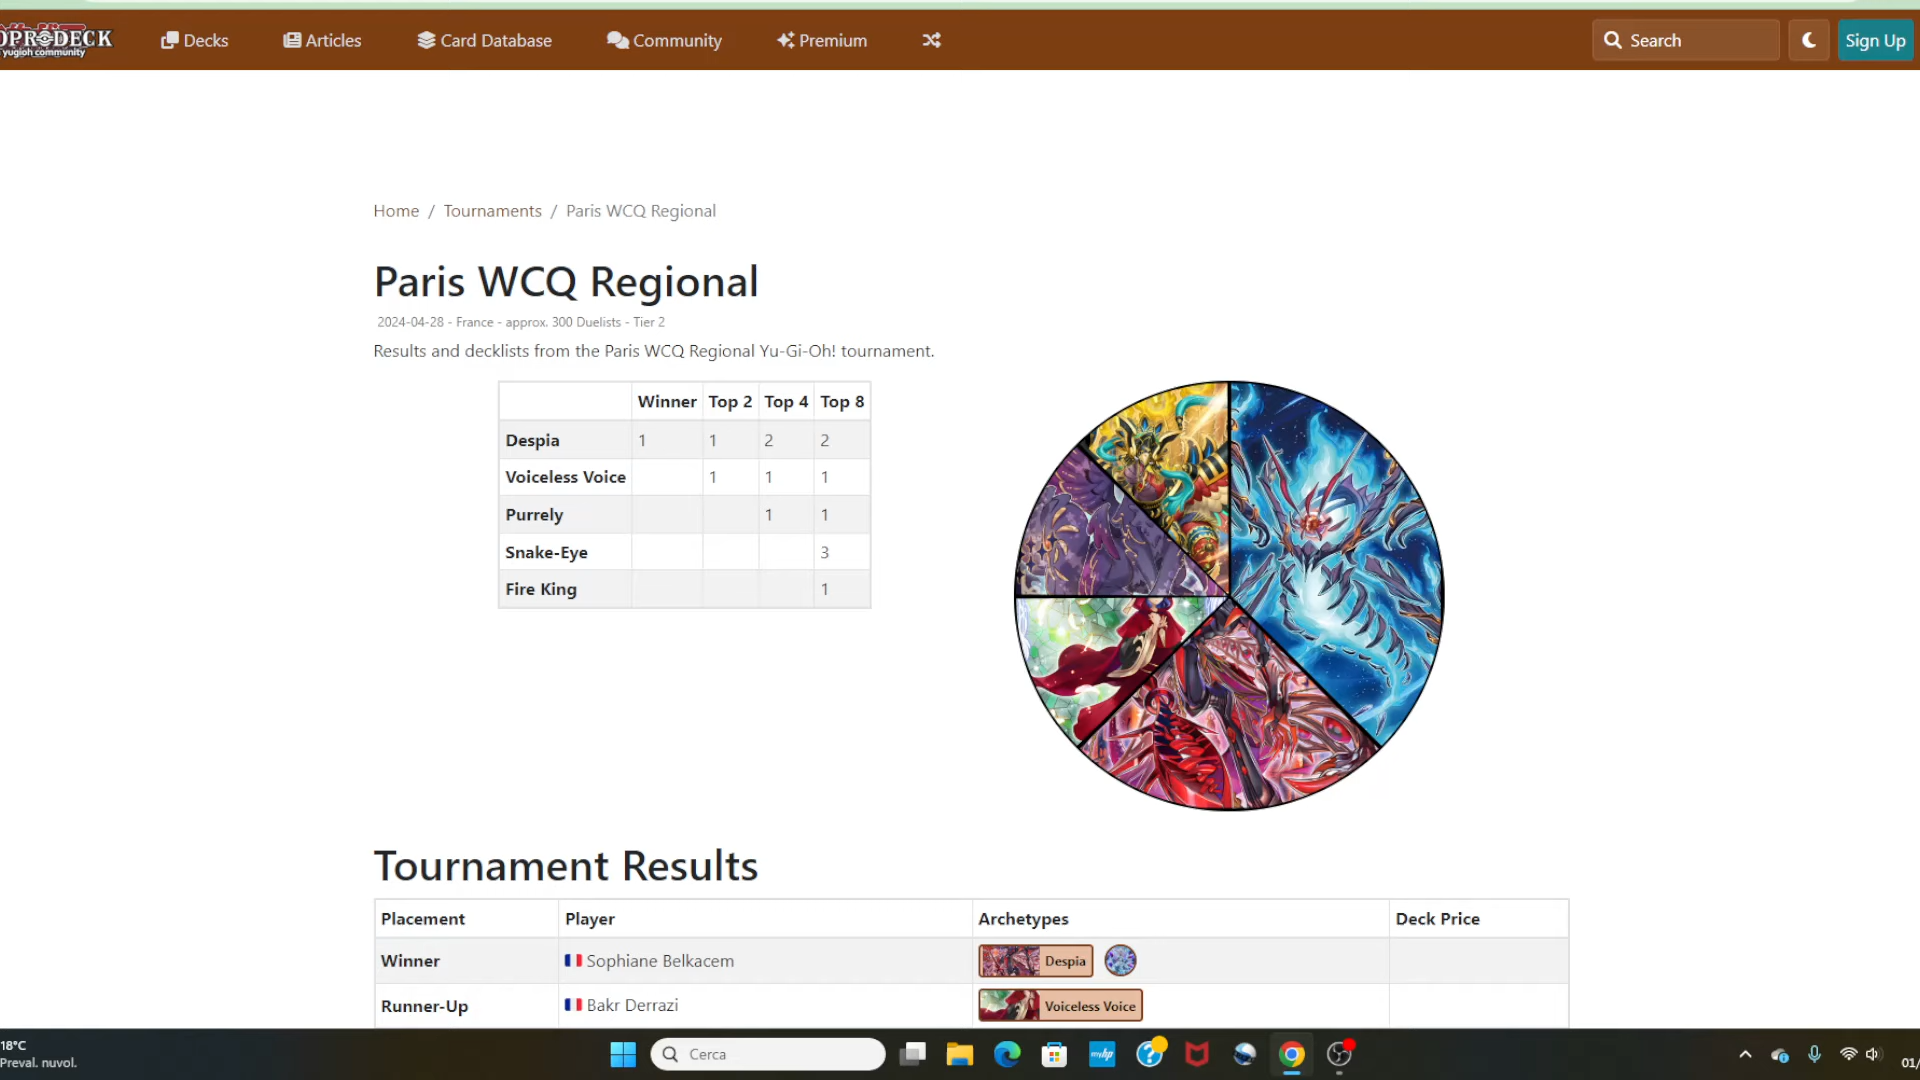 OPRODECK
yugioh community
Decks
Articles
Card Database
Community
Premium
Search
Sign Up
Home / Tournaments / Paris WCQ Regional
Paris WCQ Regional
2024-04-28 - France - approx. 300 Duelists - Tier 2
Results and decklists from the Paris WCQ Regional Yu-Gi-Oh! tournament.
Winner Top 2 Top 4 Top 8
Despia 1 1 2 2
Voiceless Voice 1 1 1
Purrely 1 1
Snake-Eye 3
Fire King 1
Tournament Results
Placement Player Archetypes Deck Price
Winner Sophiane Belkacem Despia
Runner-Up Bakr Derrazi Voiceless Voice
18°C
Preval. nuvol.
Cerca
myhp
01/